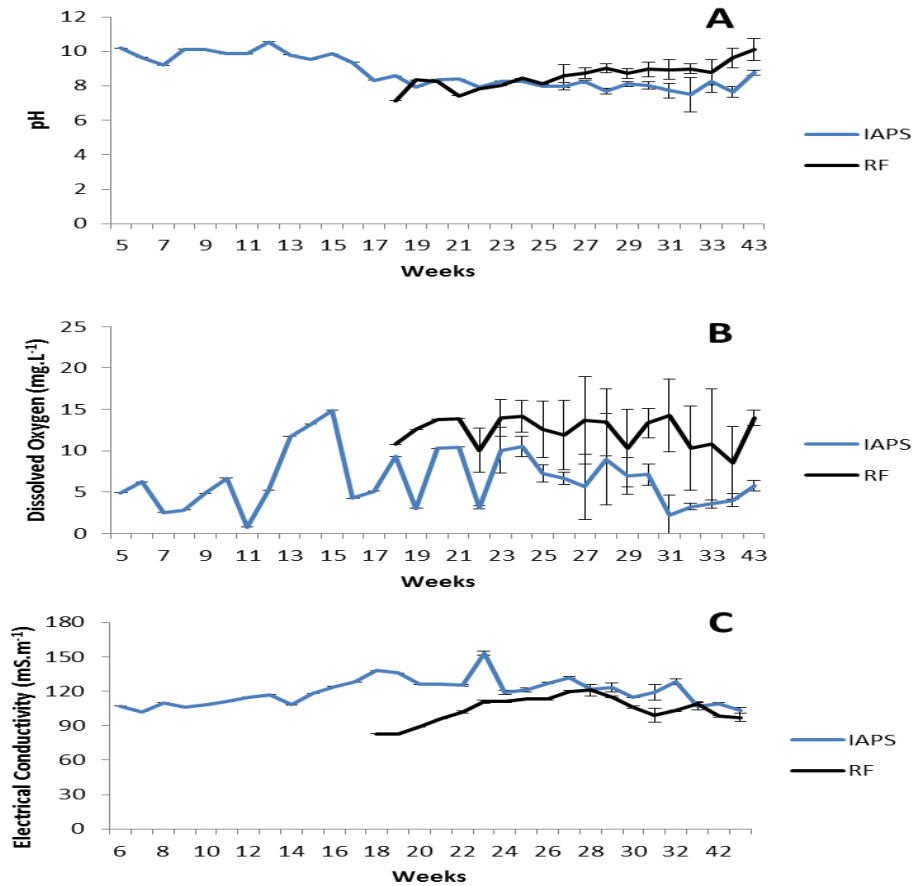 A
12
10
8
6
4
2
0
pH
5 7 9 11 13 15 17 19 21 23 25 27 29 31 33 43
Weeks
IAPS
RF
B
25
20
15
10
5
0
Dissolved Oxygen (mg.L-1)
5 7 9 11 13 15 17 19 21 23 25 27 29 31 33 43
Weeks
IAPS
RF
C
180
150
120
90
60
30
0
Electrical Conductivity (mS.m-1)
6 8 10 12 14 16 18 20 22 24 26 28 30 32 42
Weeks
IAPS
RF